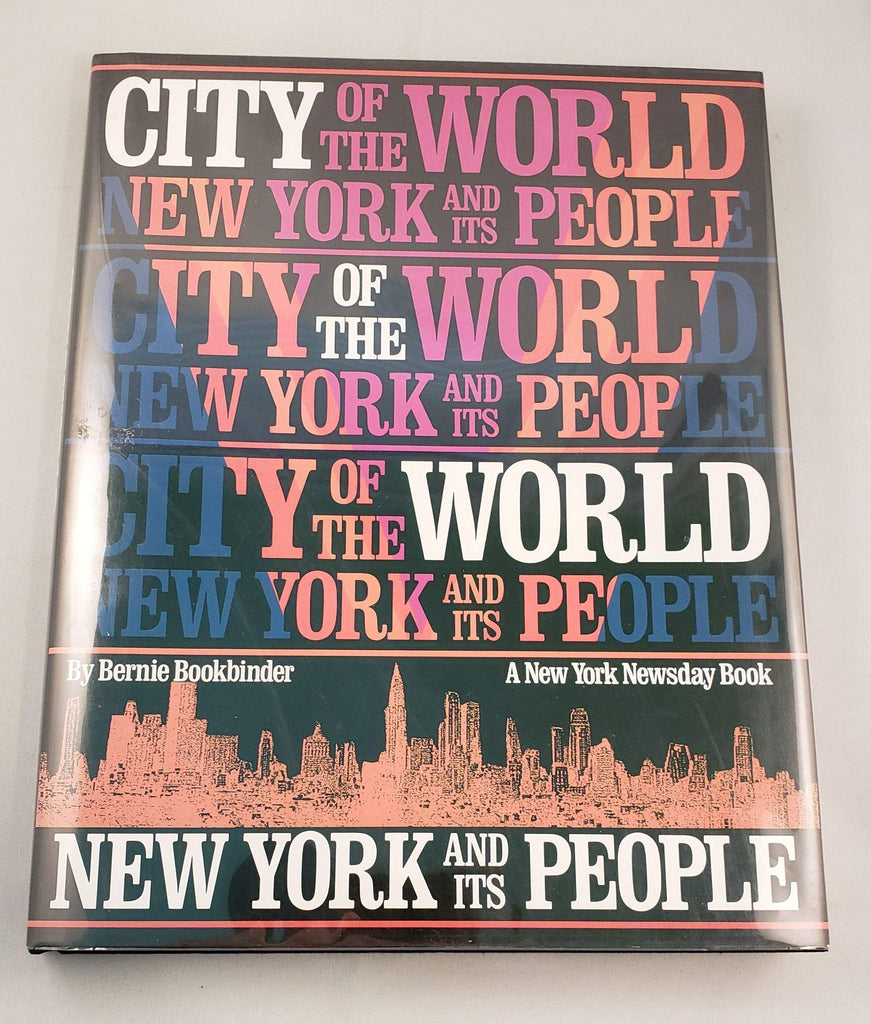 CITY OF THE WORLD
NEW YORK AND ITS PEOPLE
CITY OF THE WORLD
NEW YORK AND ITS PEOPLE
CITY OF THE WORLD
NEW YORK AND ITS PEOPLE
By Bernie Bookbinder A New York Newsday Book
NEW YORK AND ITS PEOPLE